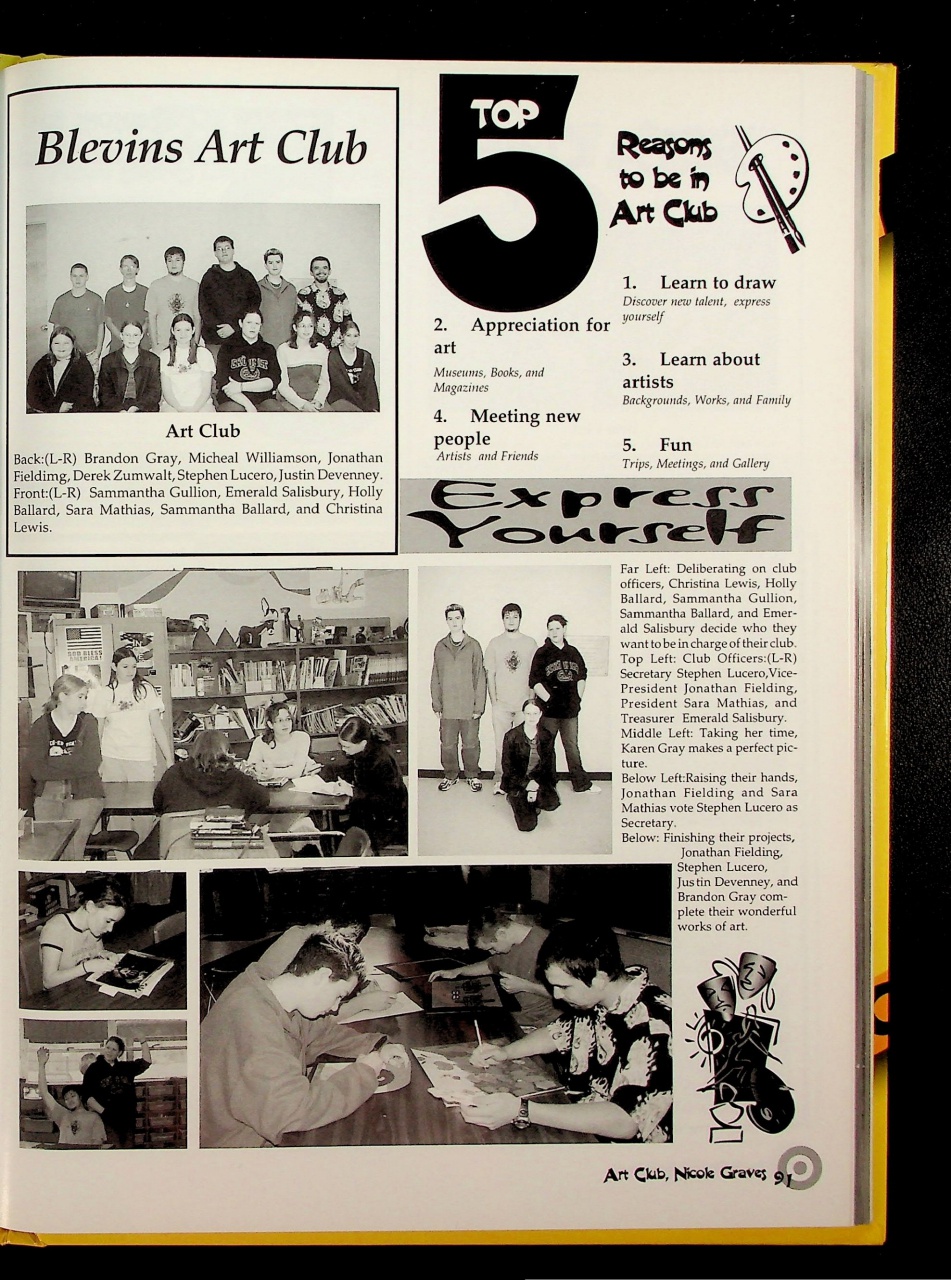 Blevins Art Club
Art Club
Back:(L-R) Brandon Gray, Micheal Williamson, Jonathan
Fieldimg, Derek Zumwalt, Stephen Lucero, Justin Devenney.
Front:(L-R) Sammantha Gullion, Emerald Salisbury, Holly
Ballard, Sara Mathias, Sammantha Ballard, and Christina
Lewis.
TOP
5
Reasons
to be in
Art Club
1. Learn to draw
Discover new talent, express
yourself
2. Appreciation for
art
Museums, Books, and
Magazines
3. Learn about
artists
Backgrounds, Works, and Family
4. Meeting new
people
Artists and Friends
5. Fun
Trips, Meetings, and Gallery
Express
Yourself
GOD BLESS
AMERICA!
Far Left: Deliberating on club
officers, Christina Lewis, Holly
Ballard, Sammantha Gullion,
Sammantha Ballard, and Emer-
ald Salisbury decide who they
want to be in charge of their club.
Top Left: Club Officers:(L-R)
Secretary Stephen Lucero,Vice-
President Jonathan Fielding,
President Sara Mathias, and
Treasurer Emerald Salisbury.
Middle Left: Taking her time,
Karen Gray makes a perfect pic-
ture.
Below Left:Raising their hands,
Jonathan Fielding and Sara
Mathias vote Stephen Lucero as
Secretary.
Below: Finishing their projects,
Jonathan Fielding,
Stephen Lucero,
Justin Devenney, and
Brandon Gray com-
plete their wonderful
works of art.
Art Club, Nicole Graves 91